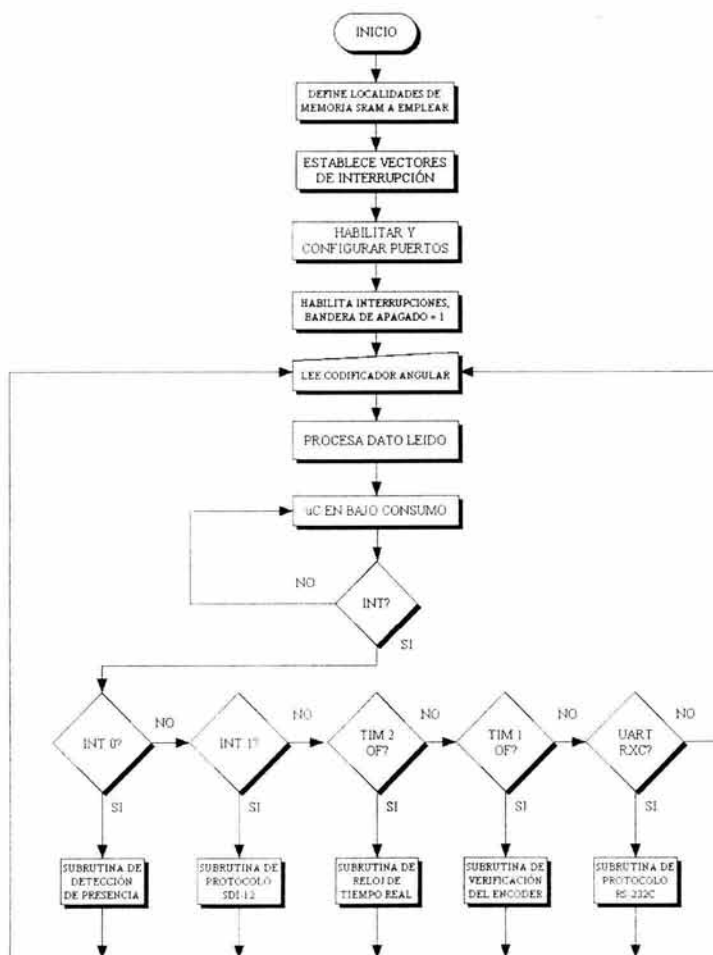 INICIO
DEFINE LOCALIDADES DE
MEMORIA SRAM A EMPLEAR
ESTABLECE VECTORES
DE INTERRUPCIÓN
HABILITAR Y
CONFIGURAR PUERTOS
HABILITA INTERRUPCIONES,
BANDERA DE APAGADO = 1
LEE CODIFICADOR ANGULAR
PROCESA DATO LEIDO
uC EN BAJO CONSUMO
NO
INT?
SI
INT 0?
NO
INT 1?
NO
TIM 2
OF?
NO
TIM 1
OF?
NO
UART
RXC?
NO
SI
SI
SI
SI
SI
SUBRUTINA DE
DETECCIÓN
DE PRESENCIA
SUBRUTINA DE
PROTOCOLO
SDI-12
SUBRUTINA DE
RELOJ DE
TIEMPO REAL
SUBRUTINA DE
VERIFICACIÓN
DEL ENCODER
SUBRUTINA DE
PROTOCOLO
RS-232C